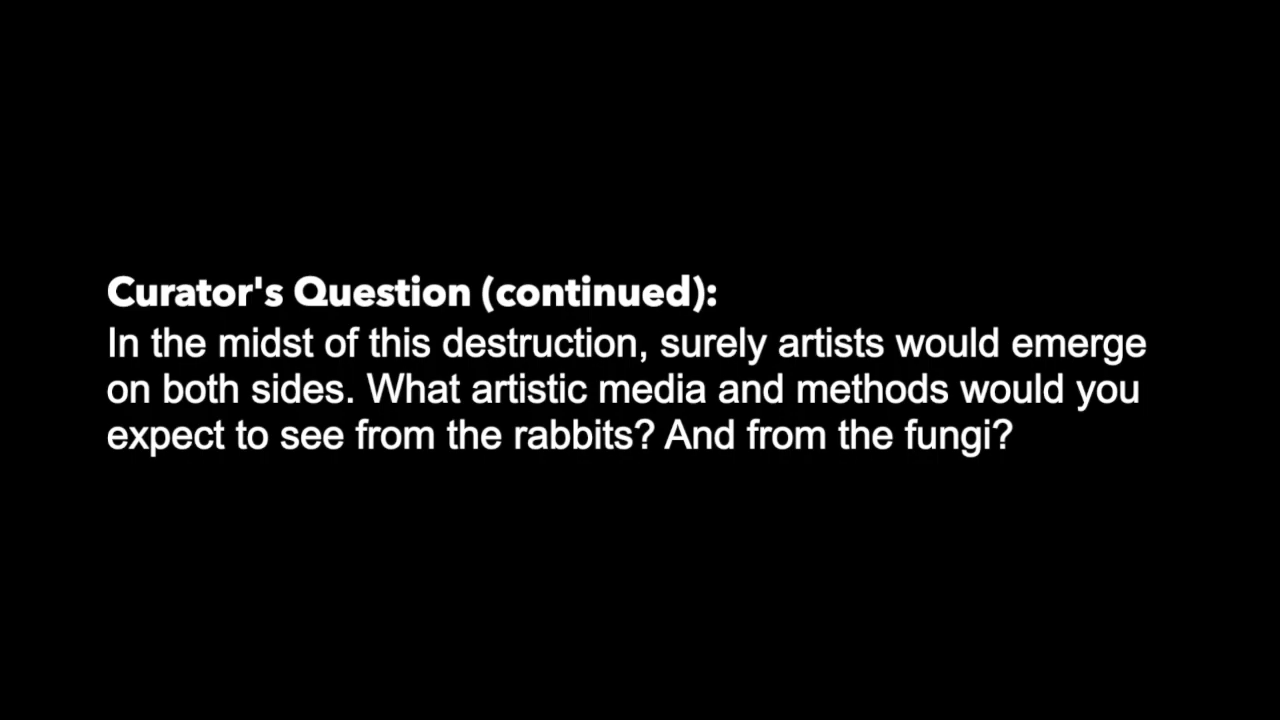 Curator's Question (continued):
In the midst of this destruction, surely artists would emerge
on both sides. What artistic media and methods would you
expect to see from the rabbits? And from the fungi?